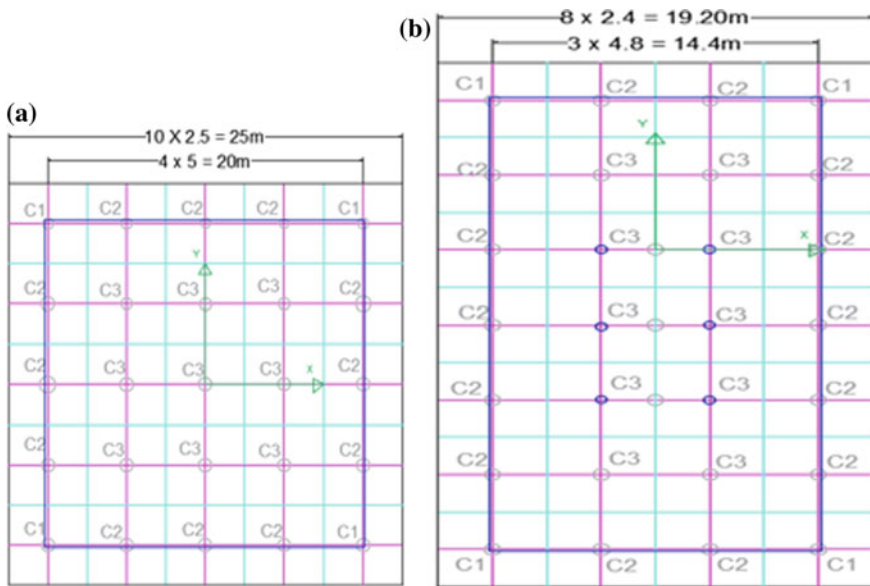 (a)
10 X 2.5 = 25m
4 x 5 = 20m
C1 C2 C2 C2 C1
Y
C2 C3 C3 C3 C2
X
C2 C3 C3 C3 C2
C2 C3 C3 C3 C2
C1 C2 C2 C2 C1
(b)
8 x 2.4 = 19.20m
3 x 4.8 = 14.4m
C1 C2 C2 C1
Y
C2 C3 C3 C2
X
C2 C3 C3 C2
C2 C3 C3 C2
C2 C3 C3 C2
C2 C3 C3 C2
C1 C2 C2 C1